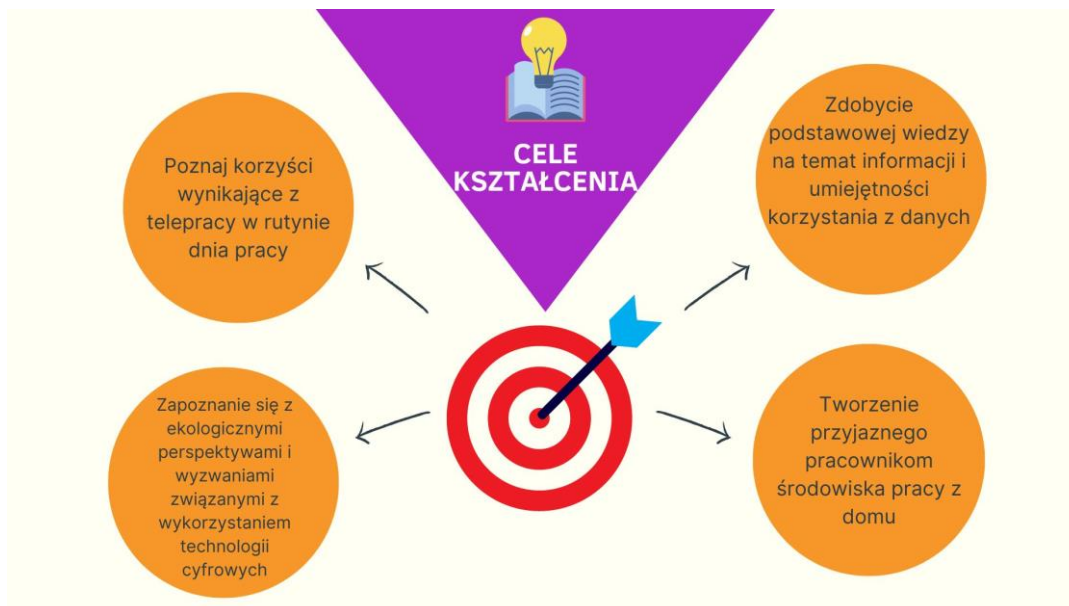 CELE
KSZTAŁCENIA
Poznaj korzyści
wynikające z
telepracy w rutynie
dnia pracy
Zdobycie
podstawowej wiedzy
na temat informacji i
umiejętności
korzystania z danych
Zapoznanie się z
ekologicznymi
perspektywami i
wyzwaniami
związanymi z
wykorzystaniem
technologii
cyfrowych
Tworzenie
przyjaznego
pracownikom
środowiska pracy z
domu